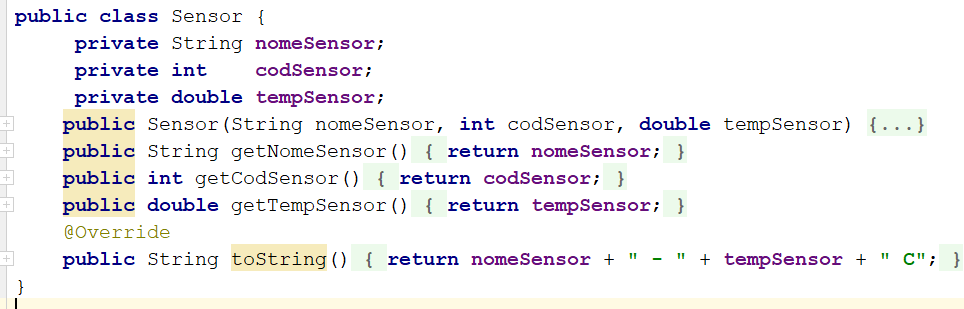 public class Sensor {
private String nomeSensor;
private int codSensor;
private double tempSensor;
public Sensor(String nomeSensor, int codSensor, double tempSensor) {...}
public String getNomeSensor() { return nomeSensor; }
public int getCodSensor() { return codSensor; }
public double getTempSensor() { return tempSensor; }
@Override
public String toString() { return nomeSensor + " - " + tempSensor + " C"; }
}